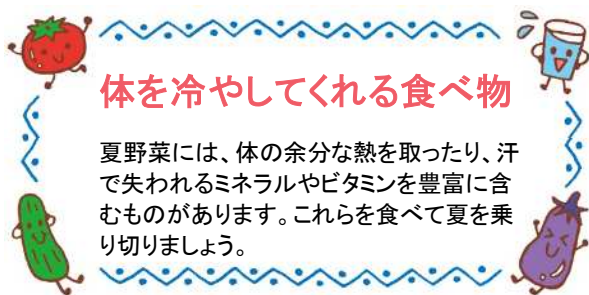 体を冷やしてくれる食べ物
夏野菜には、体の余分な熱を取ったり、汗
で失われるミネラルやビタミンを豊富に含
むものがあります。これらを食べて夏を乗
り切りましょう。